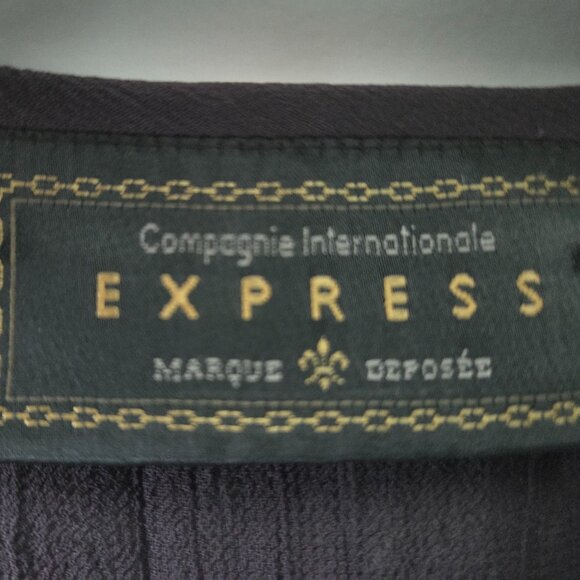 Compagnie Internationale
EXPRESS
MARQUE DEPOSÉE